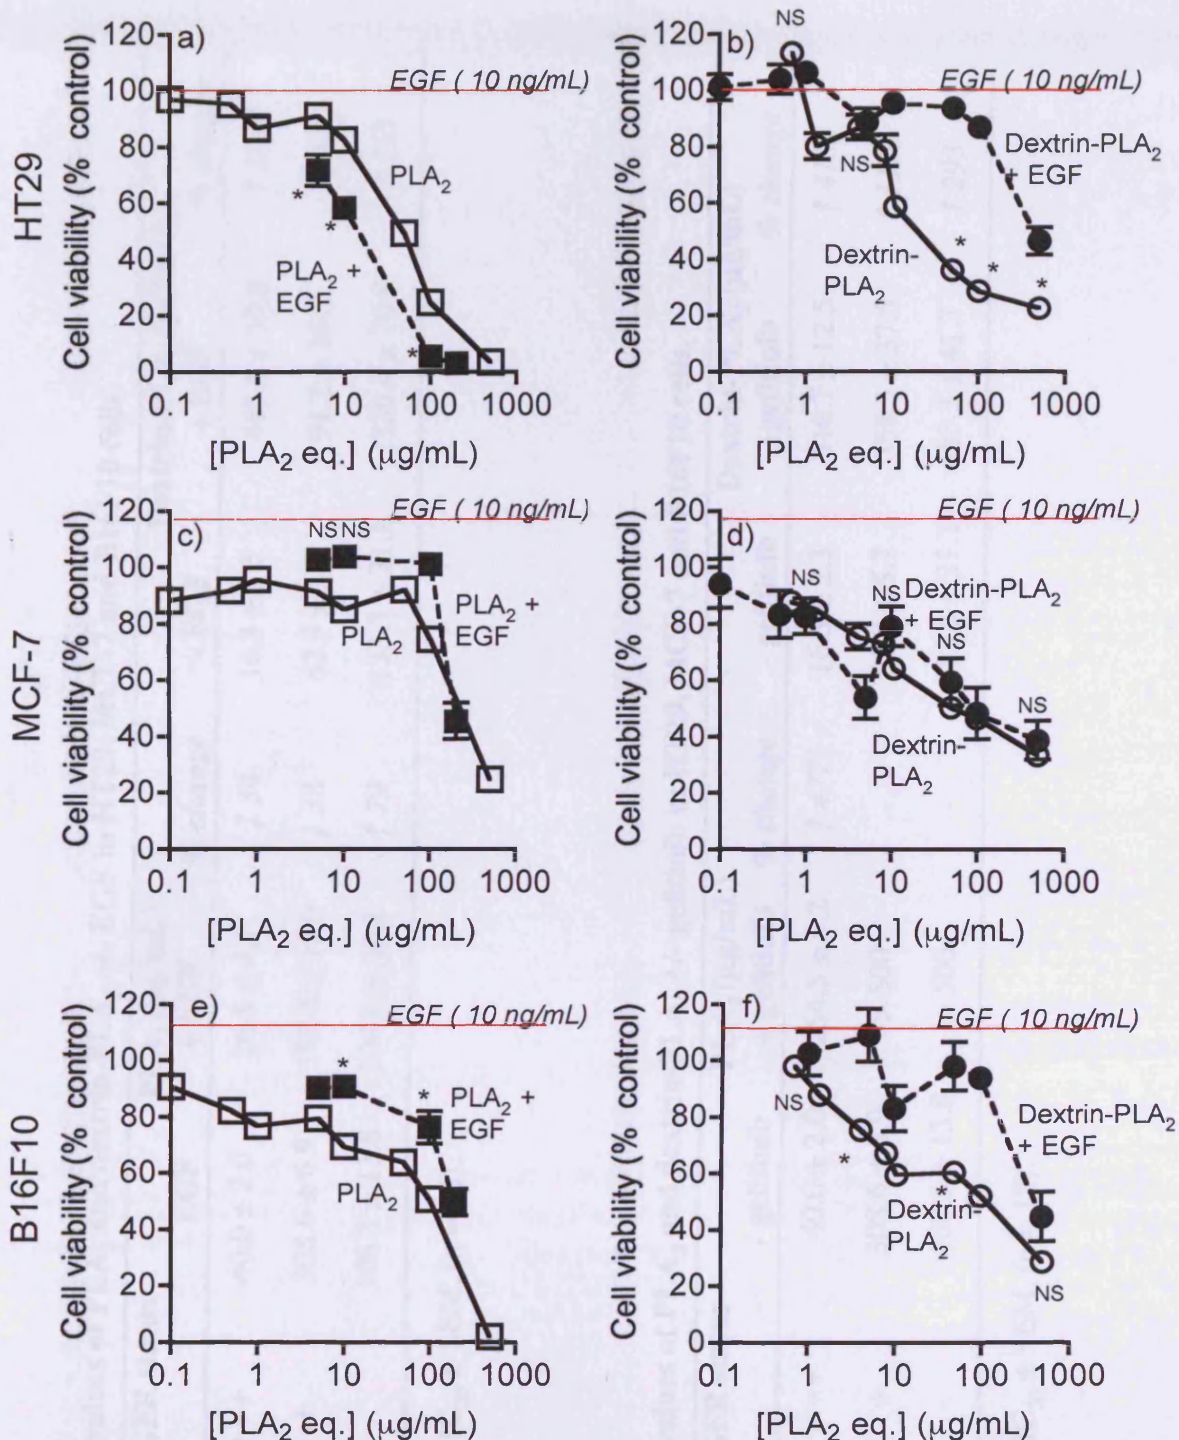 HT29
Cell viability (% control)
120
100
80
60
40
20
0
a)
EGF ( 10 ng/mL)
PLA₂
*
*
PLA₂ +
EGF
*
0.1 1 10 100 1000
[PLA₂ eq.] (µg/mL)
Cell viability (% control)
120
100
80
60
40
20
0
b)
NS
EGF ( 10 ng/mL)
Dextrin-PLA₂
+ EGF
NS
Dextrin-
PLA₂
*
*
*
0.1 1 10 100 1000
[PLA₂ eq.] (µg/mL)
MCF-7
Cell viability (% control)
120
100
80
60
40
20
0
c)
EGF ( 10 ng/mL)
NS NS
PLA₂ +
EGF
PLA₂
0.1 1 10 100 1000
[PLA₂ eq.] (µg/mL)
Cell viability (% control)
120
100
80
60
40
20
0
d)
EGF ( 10 ng/mL)
NS
NS
Dextrin-PLA₂
+ EGF
NS
NS
Dextrin-
PLA₂
0.1 1 10 100 1000
[PLA₂ eq.] (µg/mL)
B16F10
Cell viability (% control)
120
100
80
60
40
20
0
e)
EGF ( 10 ng/mL)
*
*
PLA₂ +
EGF
PLA₂
0.1 1 10 100 1000
[PLA₂ eq.] (µg/mL)
Cell viability (% control)
120
100
80
60
40
20
0
f)
EGF ( 10 ng/mL)
NS
Dextrin-PLA₂
+ EGF
*
*
Dextrin-
PLA₂
NS
0.1 1 10 100 1000
[PLA₂ eq.] (µg/mL)